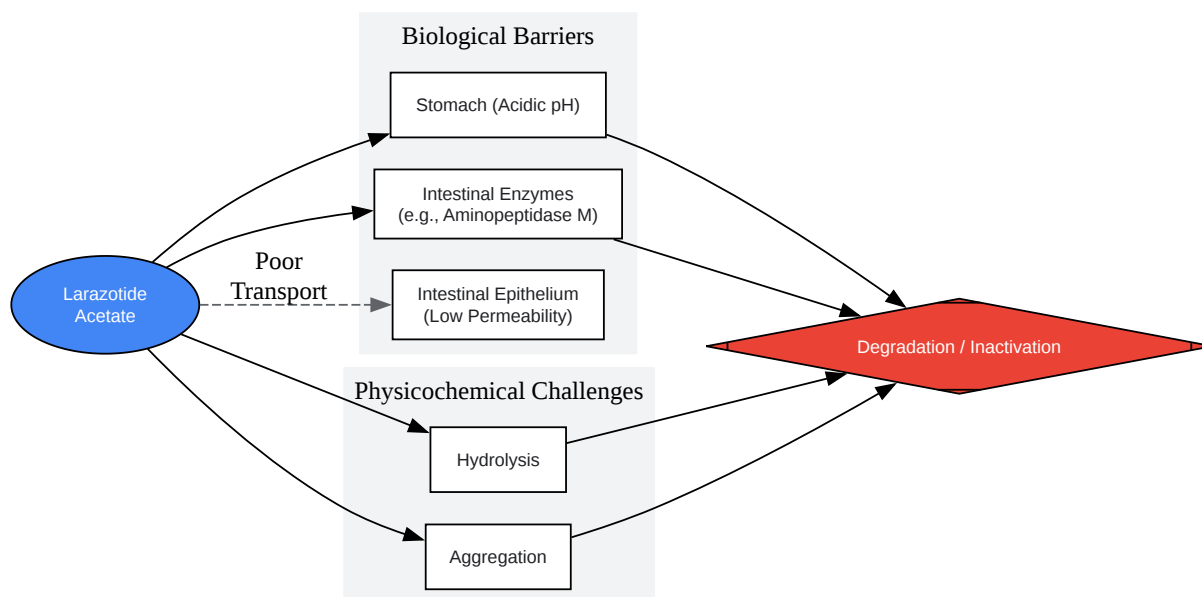 Biological Barriers
Stomach (Acidic pH)
Intestinal Enzymes
(e.g., Aminopeptidase M)
Poor
Transport
Larazotide
Acetate
Intestinal Epithelium
(Low Permeability)
Degradation / Inactivation
Physicochemical Challenges
Hydrolysis
Aggregation